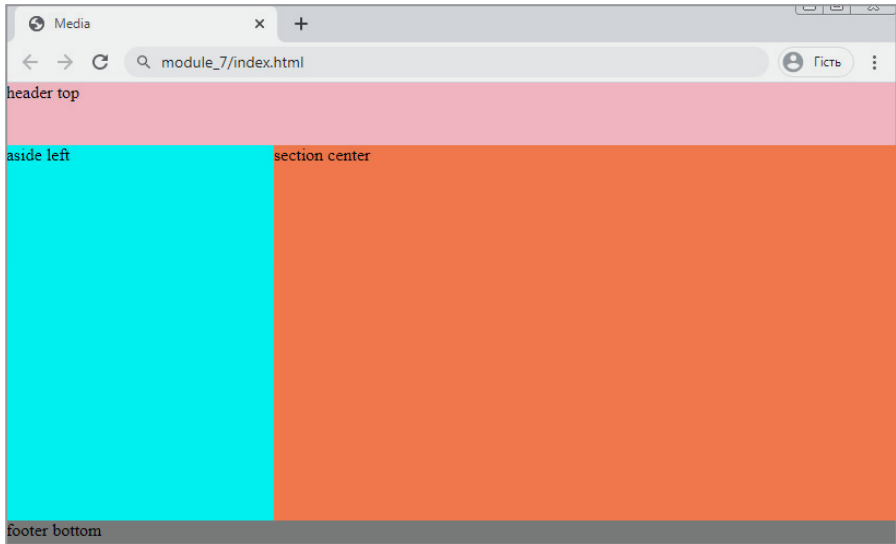 Media
module_7/index.html
Гість
header top
aside left
section center
footer bottom